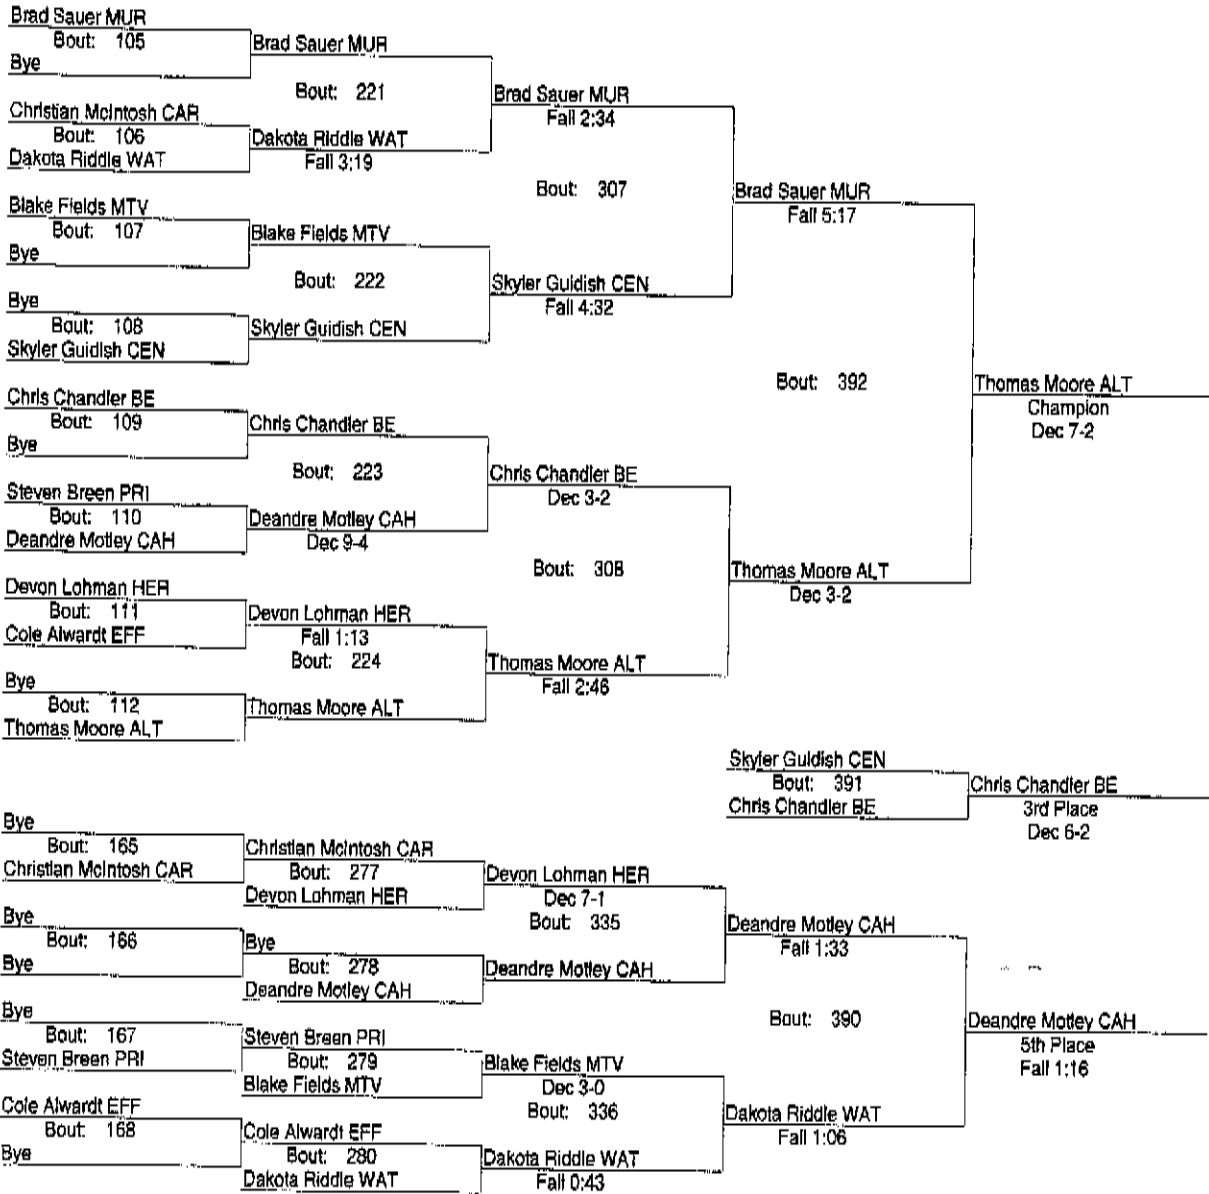 Brad Sauer MUR
Bout: 105
Bye
Brad Sauer MUR
Bout: 221
Christian McIntosh CAR
Bout: 106
Dakota Riddle WAT
Dakota Riddle WAT
Fall 3:19
Brad Sauer MUR
Fall 2:34
Bout: 307
Blake Fields MTV
Bout: 107
Bye
Blake Fields MTV
Bout: 222
Bye
Bout: 108
Skyler Guidish CEN
Skyler Guidish CEN
Skyler Guidish CEN
Fall 4:32
Brad Sauer MUR
Fall 5:17
Bout: 392
Thomas Moore ALT
Champion
Dec 7-2
Chris Chandler BE
Bout: 109
Bye
Chris Chandler BE
Bout: 223
Steven Breen PRI
Bout: 110
Deandre Motley CAH
Deandre Motley CAH
Dec 9-4
Chris Chandler BE
Dec 3-2
Bout: 308
Thomas Moore ALT
Dec 3-2
Devon Lohman HER
Bout: 111
Cole Alwardt EFF
Devon Lohman HER
Fall 1:13
Bout: 224
Bye
Bout: 112
Thomas Moore ALT
Thomas Moore ALT
Thomas Moore ALT
Fall 2:46
Skyler Guidish CEN
Bout: 391
Chris Chandler BE
Chris Chandler BE
3rd Place
Dec 6-2
Bye
Bout: 165
Christian McIntosh CAR
Christian McIntosh CAR
Bout: 277
Devon Lohman HER
Devon Lohman HER
Dec 7-1
Bout: 335
Bye
Bout: 166
Bye
Bye
Bout: 278
Deandre Motley CAH
Deandre Motley CAH
Deandre Motley CAH
Fall 1:33
Bout: 390
Deandre Motley CAH
5th Place
Fall 1:16
Bye
Bout: 167
Steven Breen PRI
Steven Breen PRI
Bout: 279
Blake Fields MTV
Blake Fields MTV
Dec 3-0
Bout: 336
Cole Alwardt EFF
Bout: 168
Bye
Cole Alwardt EFF
Bout: 280
Dakota Riddle WAT
Dakota Riddle WAT
Fall 0:43
Dakota Riddle WAT
Fall 1:06